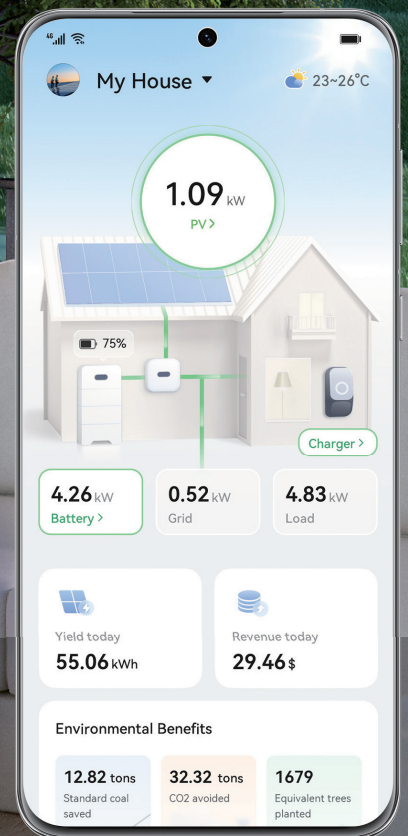 4G
My House
23~26°C
1.09 kW
PV >
75%
Charger >
4.26 kW
Battery >
0.52 kW
Grid
4.83 kW
Load
Yield today
55.06 kWh
Revenue today
29.46 $
Environmental Benefits
12.82 tons
Standard coal
saved
32.32 tons
CO2 avoided
1679
Equivalent trees
planted